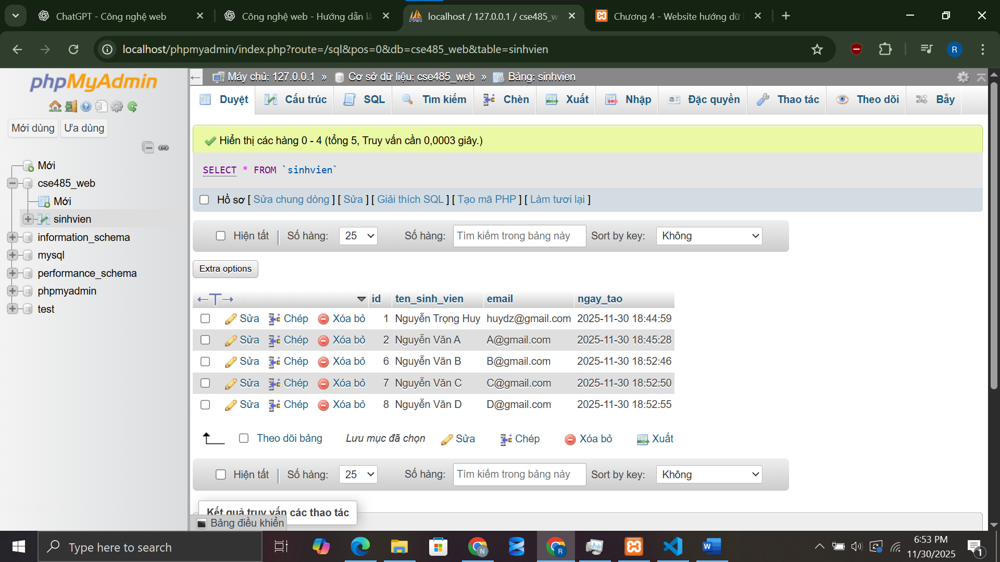 ChatGPT - Công nghệ web
Công nghệ web - Hướng dẫn là
localhost / 127.0.0.1 / cse485_w
Chương 4 - Website hướng dữ
localhost/phpmyadmin/index.php?route=/sql&pos=0&db=cse485_web&table=sinhvien
R
phpMyAdmin
Mới dùng
Ưa dùng
Mới
cse485_web
Mới
sinhvien
information_schema
mysql
performance_schema
phpmyadmin
test
Máy chủ: 127.0.0.1 » Cơ sở dữ liệu: cse485_web » Bảng: sinhvien
Duyệt Cấu trúc SQL Tìm kiếm Chèn Xuất Nhập Đặc quyền Thao tác Theo dõi Bẫy
Hiển thị các hàng 0 - 4 (tổng 5, Truy vấn cần 0,0003 giây.)
SELECT * FROM `sinhvien`
Hồ sơ [ Sửa chung dòng ] [ Sửa ] [ Giải thích SQL ] [ Tạo mã PHP ] [ Làm tươi lại ]
Hiện tất | Số hàng: 25 Số hàng: Tìm kiếm trong bảng này Sort by key: Không
Extra options
←T→ id ten_sinh_vien email ngay_tao
Sửa Chép Xóa bỏ 1 Nguyễn Trọng Huy huydz@gmail.com 2025-11-30 18:44:59
Sửa Chép Xóa bỏ 2 Nguyễn Văn A A@gmail.com 2025-11-30 18:45:28
Sửa Chép Xóa bỏ 6 Nguyễn Văn B B@gmail.com 2025-11-30 18:52:46
Sửa Chép Xóa bỏ 7 Nguyễn Văn C C@gmail.com 2025-11-30 18:52:50
Sửa Chép Xóa bỏ 8 Nguyễn Văn D D@gmail.com 2025-11-30 18:52:55
Theo dõi bảng Lưu mục đã chọn Sửa Chép Xóa bỏ Xuất
Hiện tất | Số hàng: 25 Số hàng: Tìm kiếm trong bảng này Sort by key: Không
Kết quả truy vấn các thao tác
Bảng điều khiển
Type here to search
N
R
W
6:53 PM
11/30/2025
1